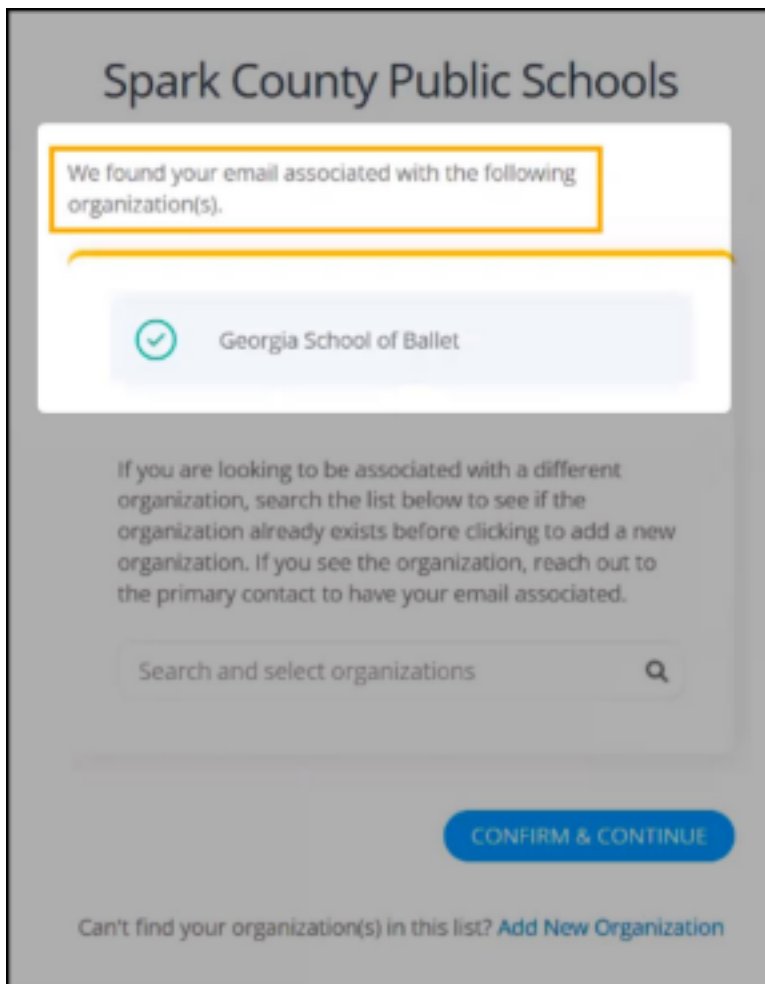 Spark County Public Schools
We found your email associated with the following
organization(s).
Georgia School of Ballet
If you are looking to be associated with a different
organization, search the list below to see if the
organization already exists before clicking to add a new
organization. If you see the organization, reach out to
the primary contact to have your email associated.
Search and select organizations
CONFIRM & CONTINUE
Can't find your organization(s) in this list? Add New Organization